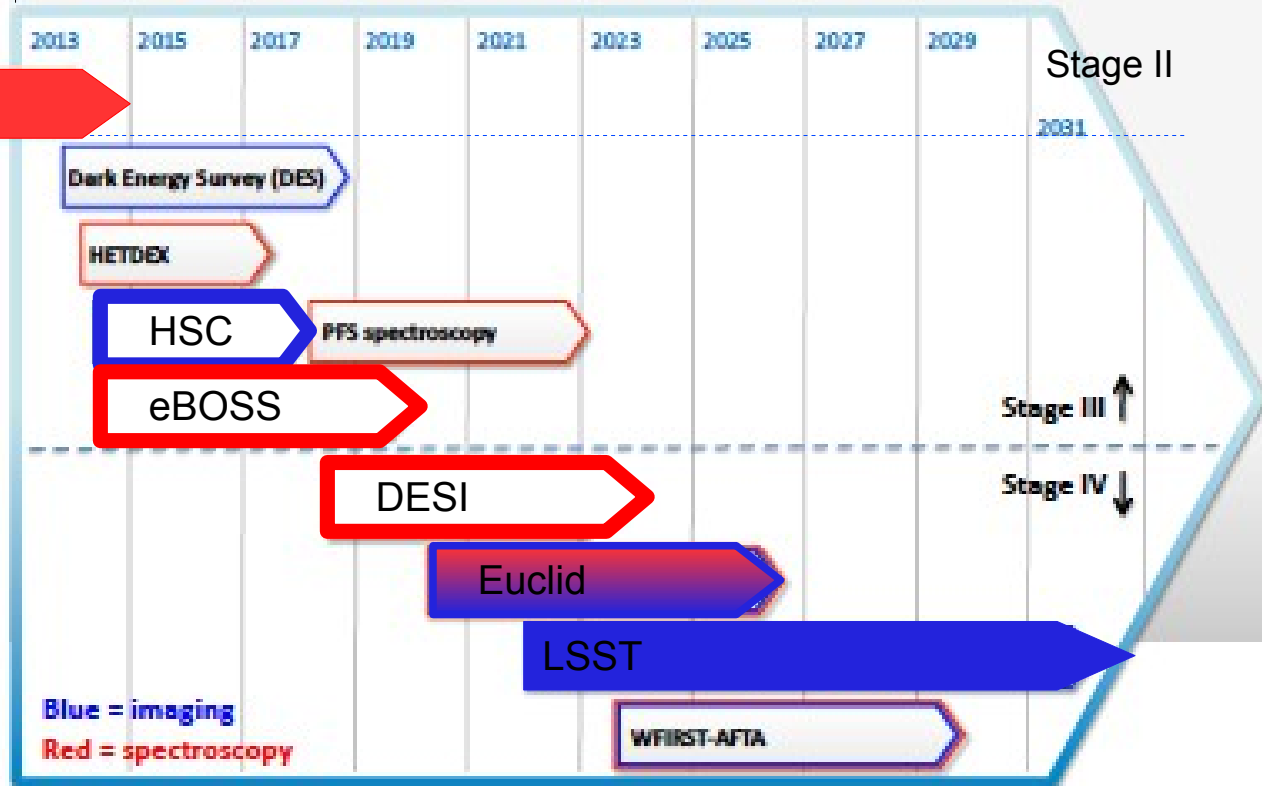 2013 2015 2017 2019 2021 2023 2025 2027 2029
Stage II
2031
Dark Energy Survey (DES)
HETDEX
HSC
PFS spectroscopy
eBOSS
Stage III ↑
DESI
Stage IV ↓
Euclid
LSST
Blue = imaging
WFIRST-AFTA
Red = spectroscopy